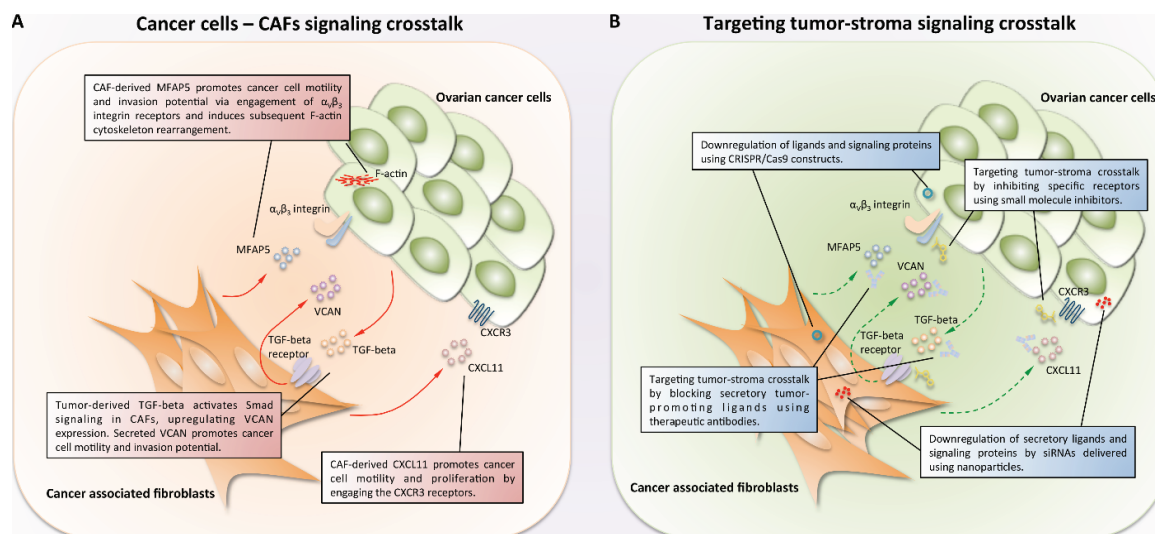 A
Cancer cells – CAFs signaling crosstalk
CAF-derived MFAP5 promotes cancer cell motility
and invasion potential via engagement of αvβ3
integrin receptors and induces subsequent F-actin
cytoskeleton rearrangement.
Ovarian cancer cells
F-actin
αvβ3 integrin
MFAP5
VCAN
CXCR3
TGF-beta
receptor
TGF-beta
CXCL11
Tumor-derived TGF-beta activates Smad
signaling in CAFs, upregulating VCAN
expression. Secreted VCAN promotes cancer
cell motility and invasion potential.
CAF-derived CXCL11 promotes cancer
cell motility and proliferation by
engaging the CXCR3 receptors.
Cancer associated fibroblasts
B
Targeting tumor-stroma signaling crosstalk
Ovarian cancer cells
Downregulation of ligands and signaling proteins
using CRISPR/Cas9 constructs.
Targeting tumor-stroma crosstalk
by inhibiting specific receptors
using small molecule inhibitors.
αvβ3 integrin
MFAP5
VCAN
CXCR3
TGF-beta
TGF-beta
receptor
CXCL11
Targeting tumor-stroma crosstalk
by blocking secretory tumor-
promoting ligands using
therapeutic antibodies.
Downregulation of secretory ligands and
signaling proteins by siRNAs delivered
using nanoparticles.
Cancer associated fibroblasts